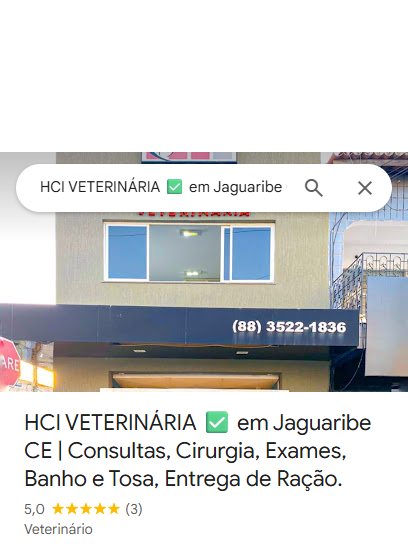 HCI VETERINÁRIA ✅ em Jaguaribe
VETERINÁRIA
(88) 3522-1836
ARE
HCI VETERINÁRIA ✅ em Jaguaribe
CE | Consultas, Cirurgia, Exames,
Banho e Tosa, Entrega de Ração.
5,0 ★★★★★ (3)
Veterinário